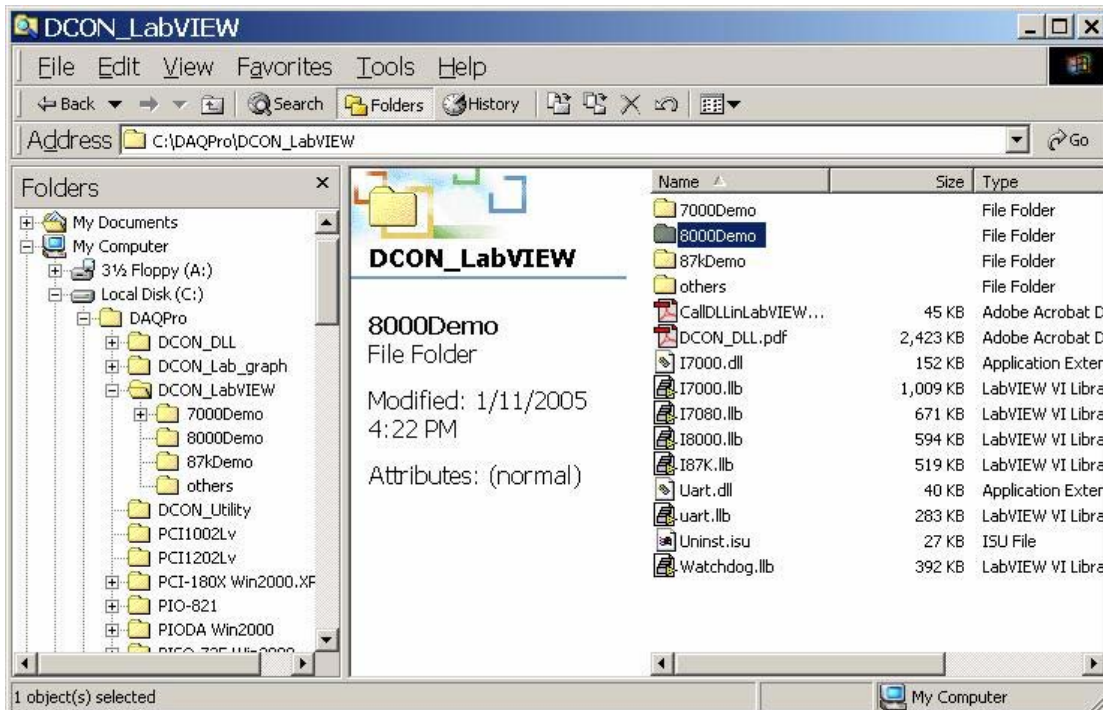 DCON_LabVIEW
File Edit View Favorites Tools Help
Back Search Folders History
Address C:\DAQPro\DCON_LabVIEW Go
Folders
My Documents
My Computer
3½ Floppy (A:)
Local Disk (C:)
DAQPro
DCON_DLL
DCON_Lab_graph
DCON_LabVIEW
7000Demo
8000Demo
87kDemo
others
DCON_Utility
PCI1002Lv
PCI1202Lv
PCI-180X Win2000.XF
PIO-821
PIODA Win2000
DCON_LabVIEW
8000Demo
File Folder
Modified: 1/11/2005
4:22 PM
Attributes: (normal)
Name Size Type
7000Demo File Folder
8000Demo File Folder
87kDemo File Folder
others File Folder
CallDLLinLabVIEW... 45 KB Adobe Acrobat D
DCON_DLL.pdf 2,423 KB Adobe Acrobat D
I7000.dll 152 KB Application Exter
I7000.llb 1,009 KB LabVIEW VI Libra
I7080.llb 671 KB LabVIEW VI Libra
I8000.llb 594 KB LabVIEW VI Libra
I87K.llb 519 KB LabVIEW VI Libra
Uart.dll 40 KB Application Exter
uart.llb 283 KB LabVIEW VI Libra
Uninst.isu 27 KB ISU File
Watchdog.llb 392 KB LabVIEW VI Libra
1 object(s) selected My Computer